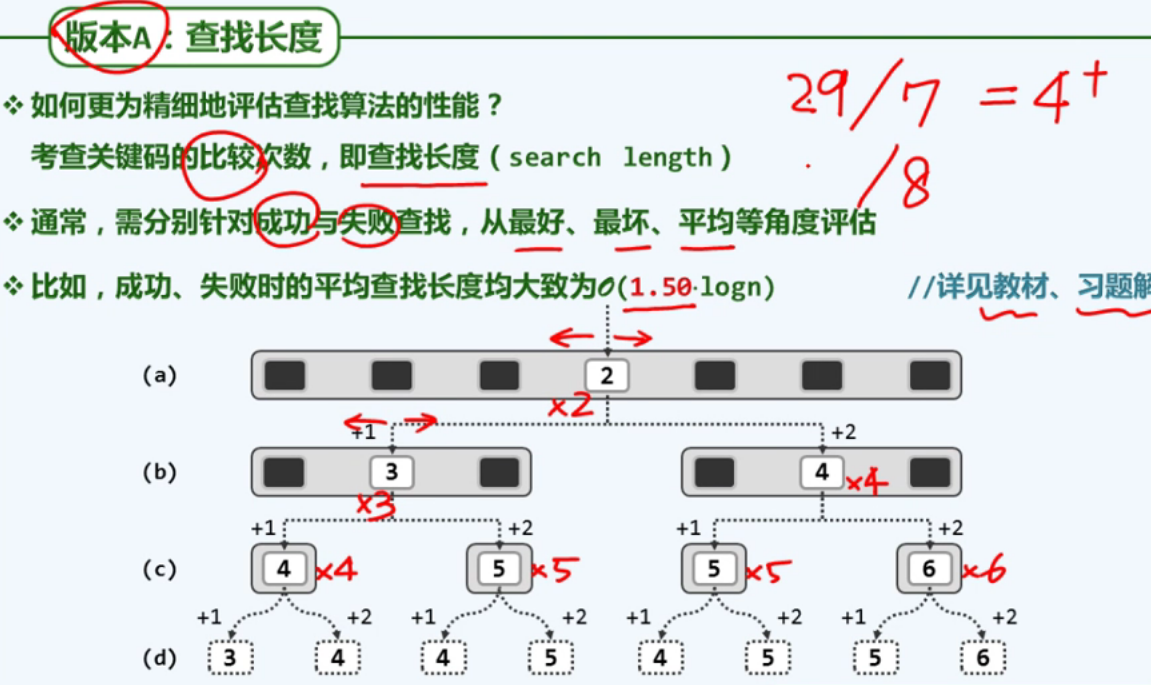 版本A：查找长度
29/7 = 4⁺
❖ 如何更为精细地评估查找算法的性能？
考查关键码的比较次数，即查找长度（search length）
/8
❖ 通常，需分别针对成功与失败查找，从最好、最坏、平均等角度评估
❖ 比如，成功、失败时的平均查找长度均大致为O(1.50·logn) //详见教材、习题解
(a) 2
×2
+1 +2
(b) 3 4 ×4
×3
+1 +2 +1 +2
(c) 4 ×4 5 ×5 5 ×5 6 ×6
+1 +2 +1 +2 +1 +2 +1 +2
(d) 3 4 4 5 4 5 5 6